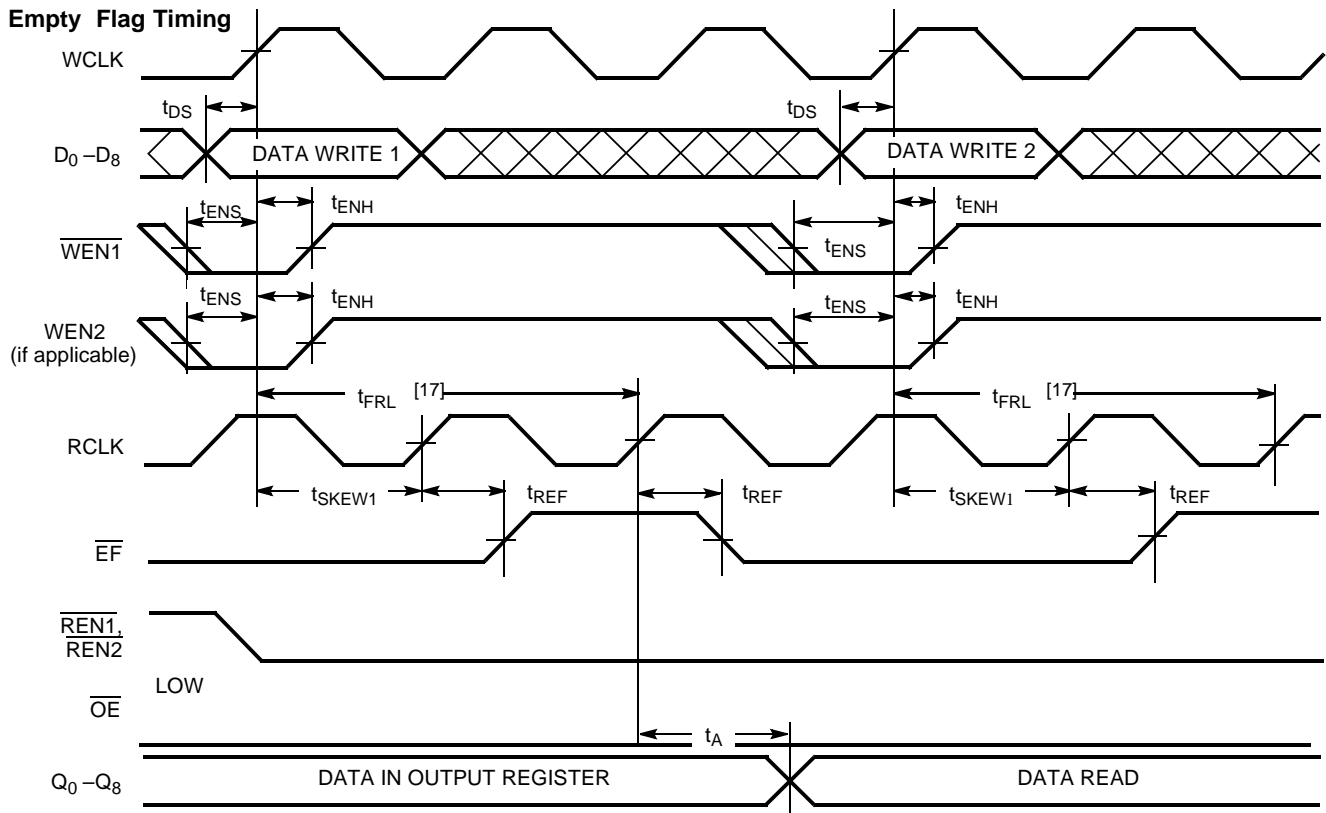 Empty Flag Timing
WCLK
tDS
tDS
D0 –D8
DATA WRITE 1
DATA WRITE 2
tENS
tENH
tENH
WEN1
tENS
tENS
tENH
tENS
tENH
WEN2
(if applicable)
tFRL [17]
tFRL [17]
RCLK
tSKEW1
tREF
tREF
tSKEW1
tREF
EF
REN1,
REN2
LOW
OE
tA
Q0 –Q8
DATA IN OUTPUT REGISTER
DATA READ